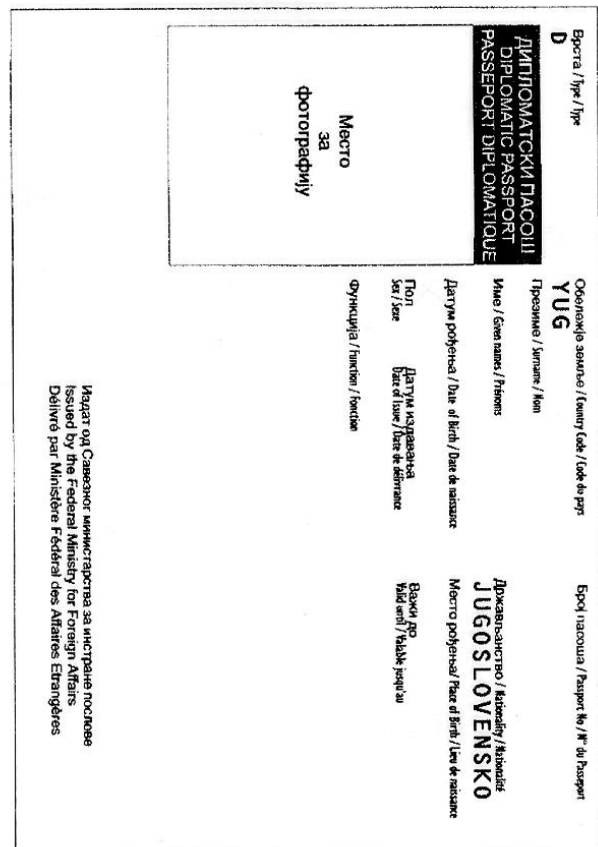 Врста / Type / Type
D
Обележје земље / Country Code / Code du pays
YUG
Број пасоша / Passport No / N° du Passeport
ДИПЛОМАТСКИ ПАСОШ
DIPLOMATIC PASSPORT
PASSEPORT DIPLOMATIQUE
Презиме / Surname / Nom
Име / Given names / Prénoms
Држављанство / Nationality / Nationalité
JUGOSLOVENSKO
Датум рођења / Date of Birth / Date de naissance
Место рођења / Place of Birth / Lieu de naissance
Пол
Sex / Sexe
Датум издавања
Date of Issue / Date de délivrance
Важи до
Valid until / Valable jusqu'au
Функција / Function / Fonction
Место
за
фотографију
Издат од Савезног министарства за инстране послове
Issued by the Federal Ministry for Foreign Affairs
Délivré par Ministère Fédéral des Affaires Etrangères